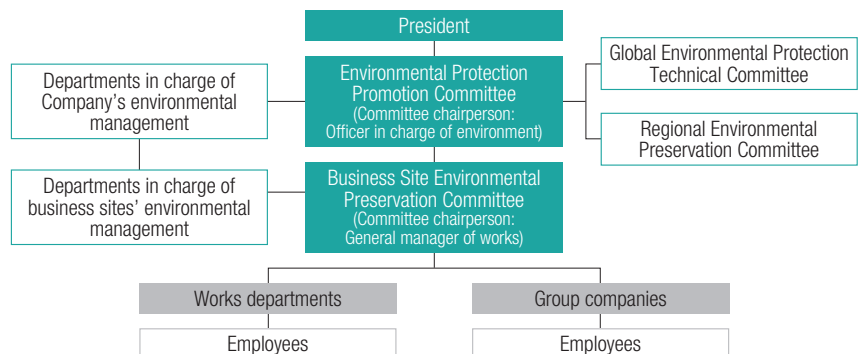 President
Environmental Protection
Promotion Committee
(Committee chairperson:
Officer in charge of environment)
Departments in charge of
Company's environmental
management
Global Environmental Protection
Technical Committee
Regional Environmental
Preservation Committee
Departments in charge of
business sites' environmental
management
Business Site Environmental
Preservation Committee
(Committee chairperson:
General manager of works)
Works departments
Group companies
Employees
Employees